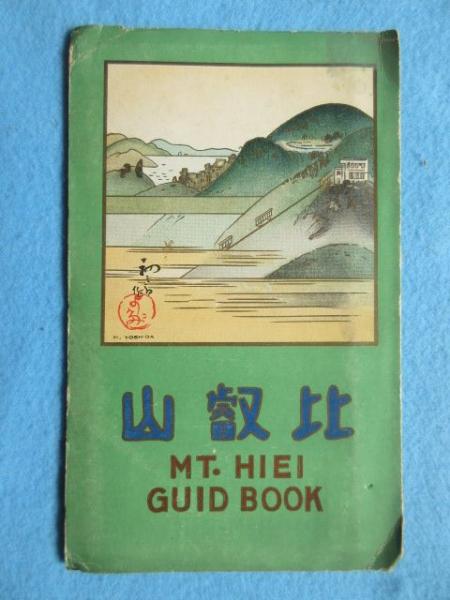 H. YOSHIDA
山叡比
MT. HIEI
GUID BOOK